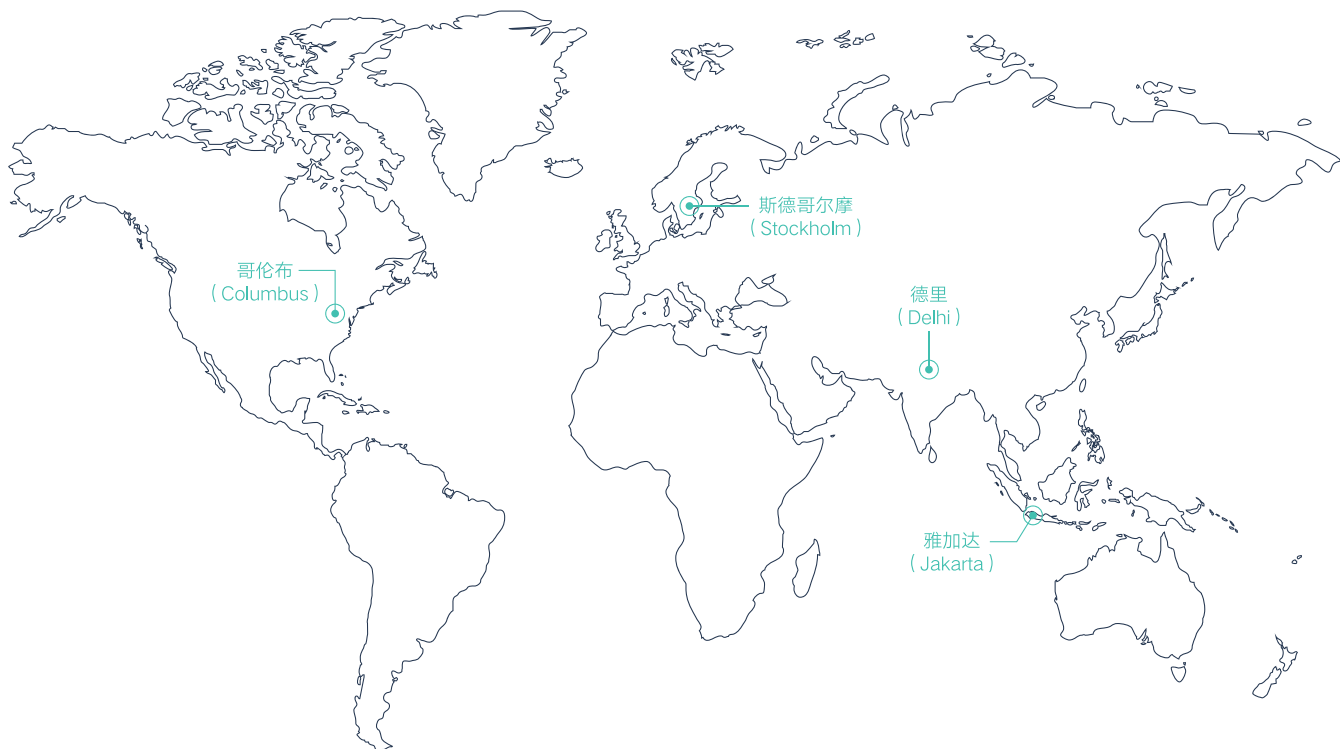 斯德哥尔摩
( Stockholm )
哥伦布
( Columbus )
德里
( Delhi )
雅加达
( Jakarta )